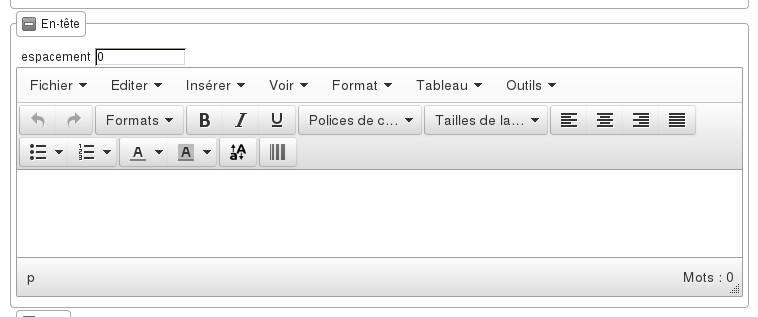 En-tête
espacement 0
Fichier Editer Insérer Voir Format Tableau Outils
Formats B I U Polices de c... Tailles de la...
A A a↕
p Mots : 0